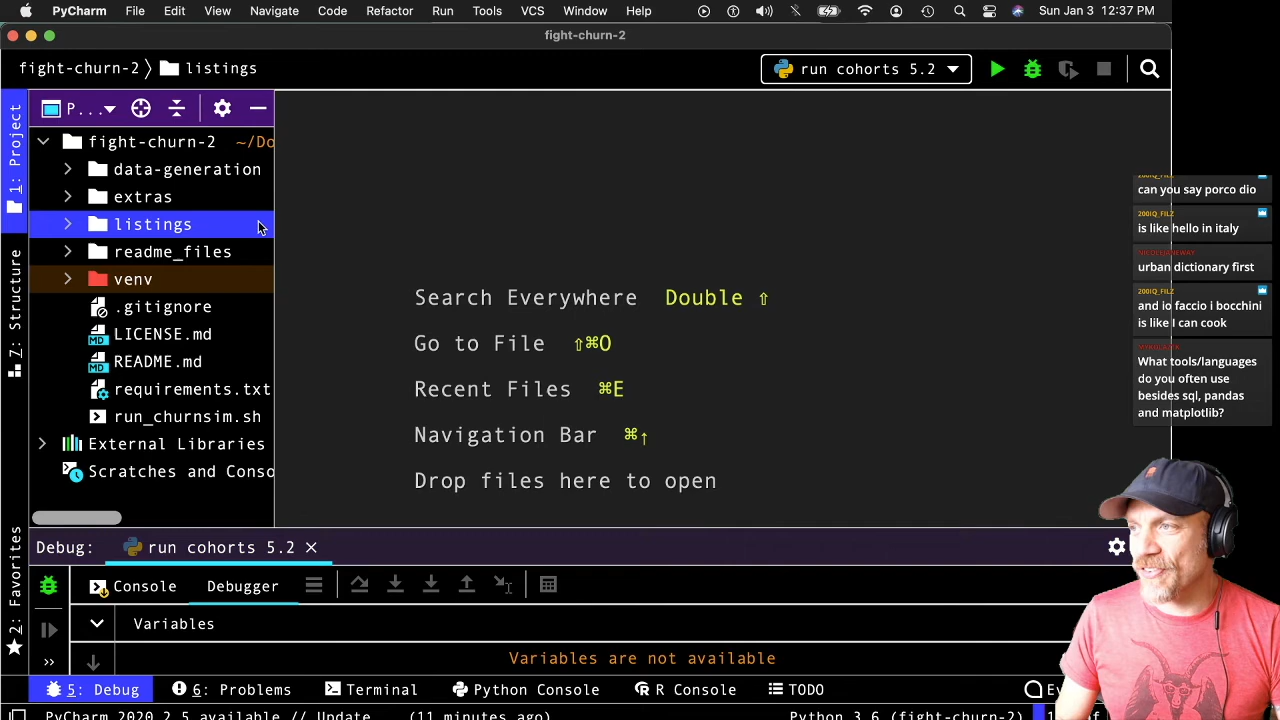 PyCharm File Edit View Navigate Code Refactor Run Tools VCS Window Help Sun Jan 3 12:37 PM
fight-churn-2
fight-churn-2 listings run cohorts 5.2
1: Project
P...
fight-churn-2 ~/Do
data-generation
extras
listings
readme_files
venv
.gitignore
LICENSE.md
README.md
requirements.txt
run_churnsim.sh
External Libraries
Scratches and Conso
Z: Structure
2: Favorites
Search Everywhere Double ⇧
Go to File ⇧⌘O
Recent Files ⌘E
Navigation Bar ⌘↑
Drop files here to open
200IQ_FILZ
can you say porco dio
200IQ_FILZ
is like hello in italy
urban dictionary first
200IQ_FILZ
and io faccio i bocchini
is like I can cook
What tools/languages
do you often use
besides sql, pandas
and matplotlib?
Debug: run cohorts 5.2
Console Debugger
Variables
Variables are not available
5: Debug 6: Problems Terminal Python Console R Console TODO
PyCharm 2020.2.5 available // Update... (11 minutes ago) Python 3.6 (fight-churn-2)